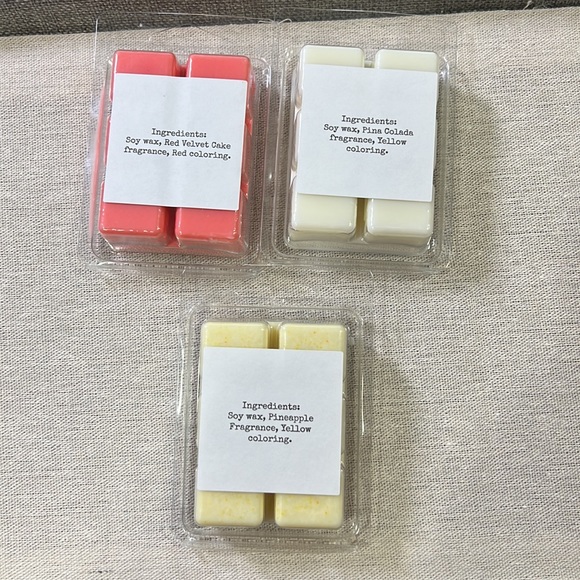 Ingredients:
Soy wax, Red Velvet Cake
fragrance, Red coloring.
Ingredients:
Soy wax, Pina Colada
fragrance, Yellow
coloring.
Ingredients:
Soy wax, Pineapple
Fragrance, Yellow
coloring.